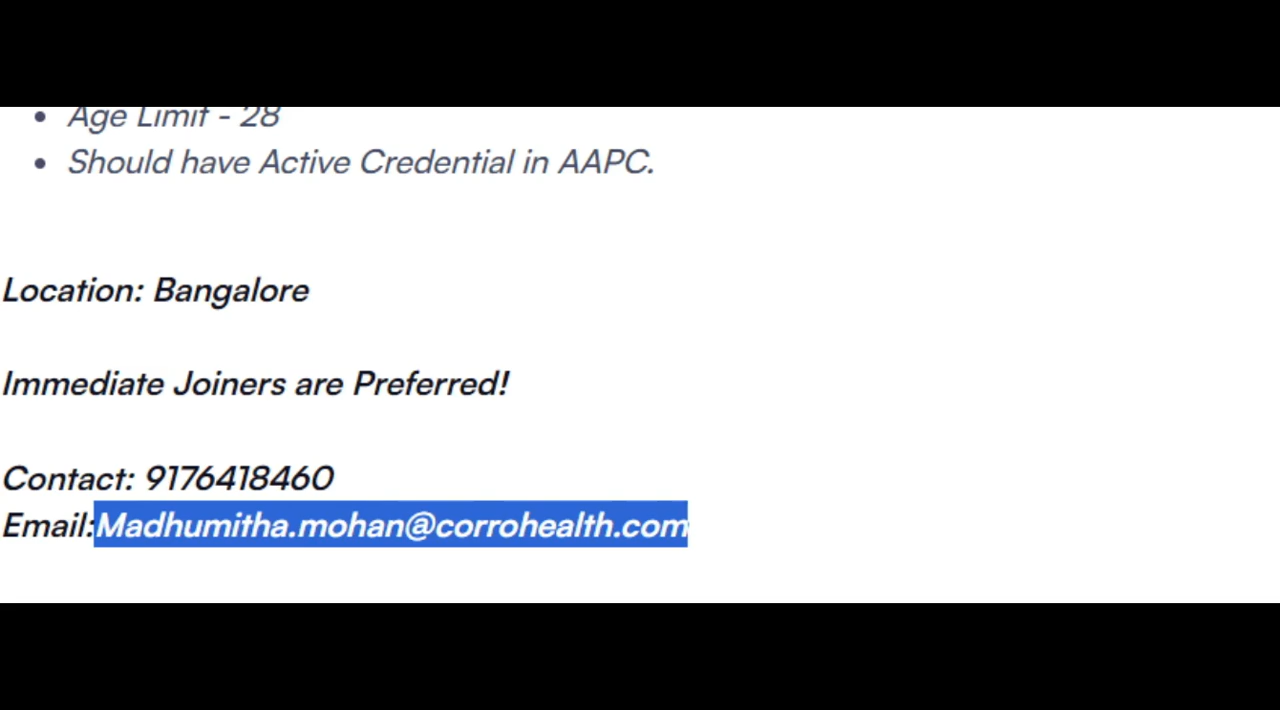 Age Limit - 28
Should have Active Credential in AAPC.
Location: Bangalore
Immediate Joiners are Preferred!
Contact: 9176418460
Email:Madhumitha.mohan@corrohealth.com